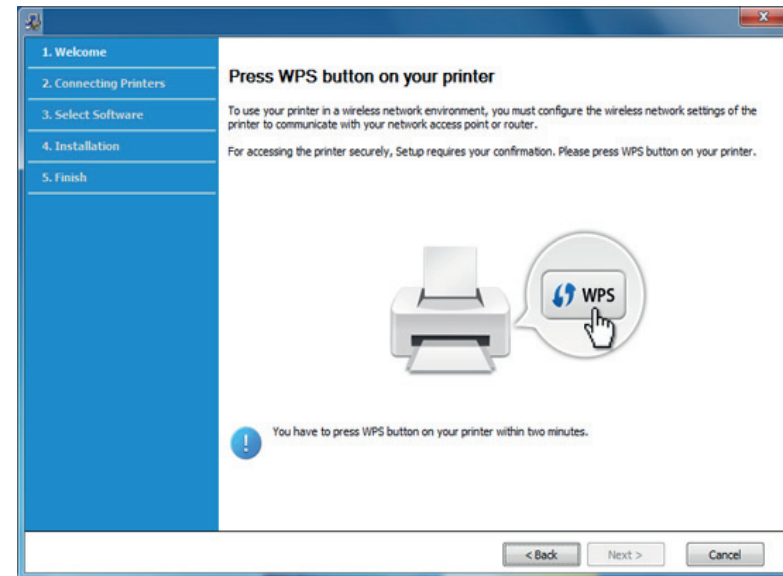 1. Welcome
2. Connecting Printers
3. Select Software
4. Installation
5. Finish
Press WPS button on your printer
To use your printer in a wireless network environment, you must configure the wireless network settings of the
printer to communicate with your network access point or router.
For accessing the printer securely, Setup requires your confirmation. Please press WPS button on your printer.
WPS
You have to press WPS button on your printer within two minutes.
< Back
Next >
Cancel